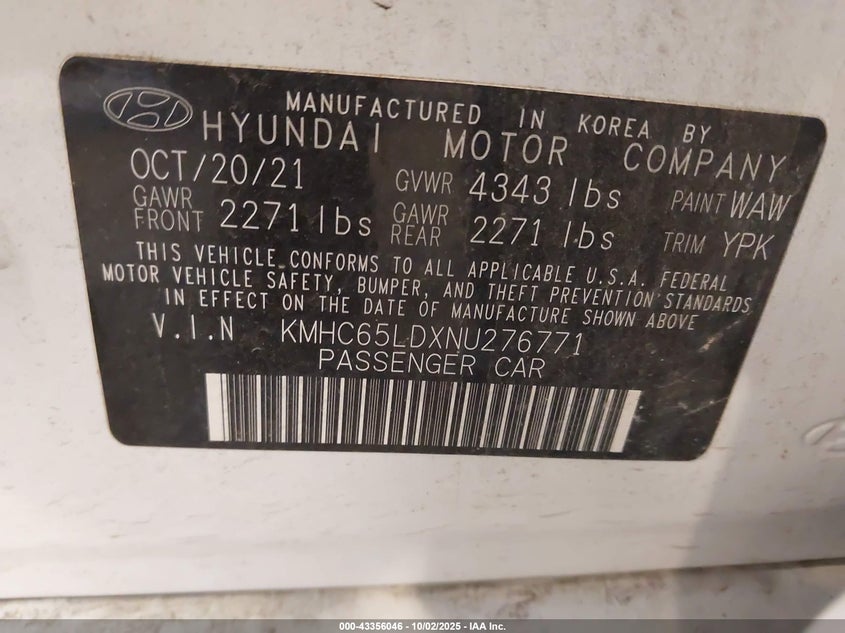 MANUFACTURED IN KOREA BY
HYUNDAI MOTOR COMPANY
OCT/20/21 GVWR 4343 lbs PAINT WAW
GAWR FRONT 2271 lbs GAWR REAR 2271 lbs TRIM YPK
THIS VEHICLE CONFORMS TO ALL APPLICABLE U.S.A. FEDERAL
MOTOR VEHICLE SAFETY, BUMPER, AND THEFT PREVENTION STANDARDS
IN EFFECT ON THE DATE OF MANUFACTURE SHOWN ABOVE
V.I.N KMHC65LDXNU276771
PASSENGER CAR
000-43356046 - 10/02/2025 - IAA Inc.